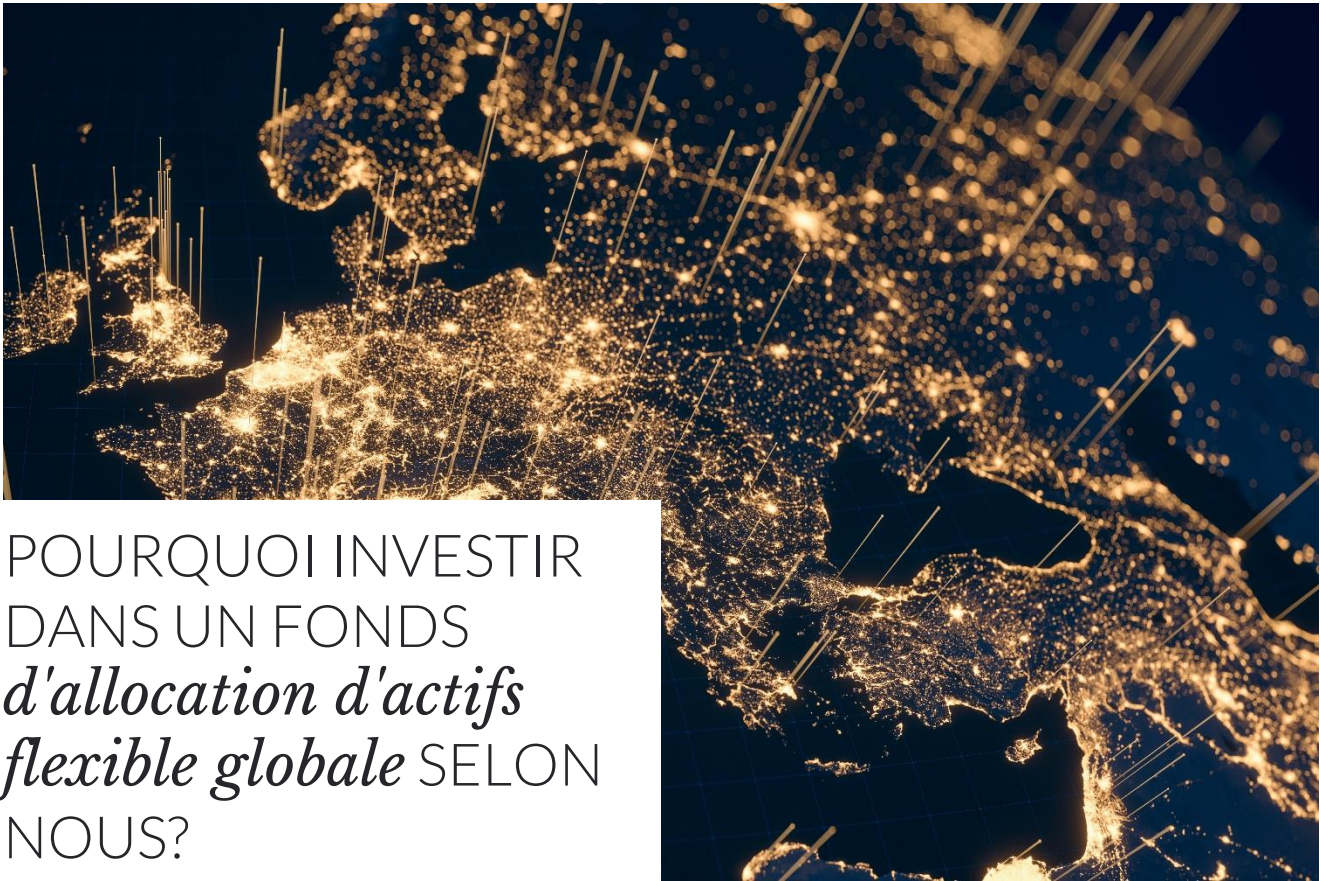 POURQUOI INVESTIR
DANS UN FONDS
d'allocation d'actifs
flexible globale SELON
NOUS?